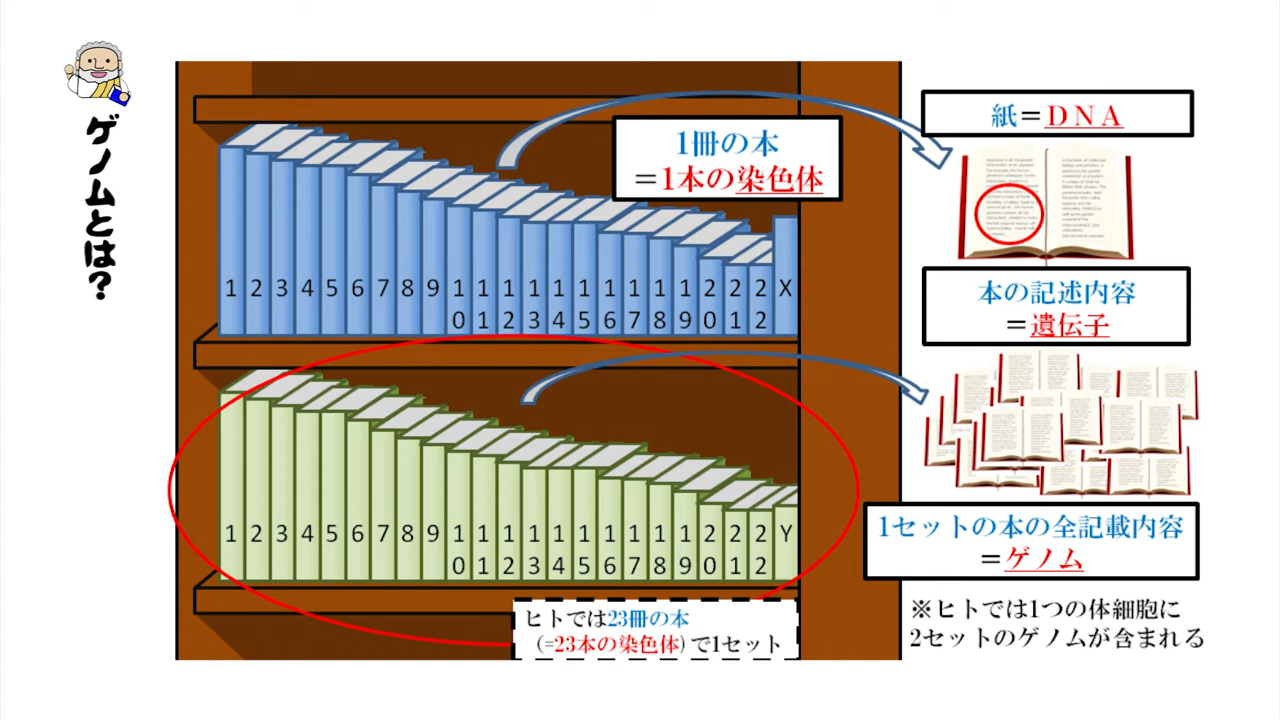 ゲノムとは?
1冊の本
=1本の染色体
紙=DNA
本の記述内容
=遺伝子
1 2 3 4 5 6 7 8 9 10 11 12 13 14 15 16 17 18 19 20 21 22 X
1 2 3 4 5 6 7 8 9 10 11 12 13 14 15 16 17 18 19 20 21 22 Y
1セットの本の全記載内容
=ゲノム
ヒトでは23冊の本
(=23本の染色体)で1セット
※ヒトでは1つの体細胞に
2セットのゲノムが含まれる